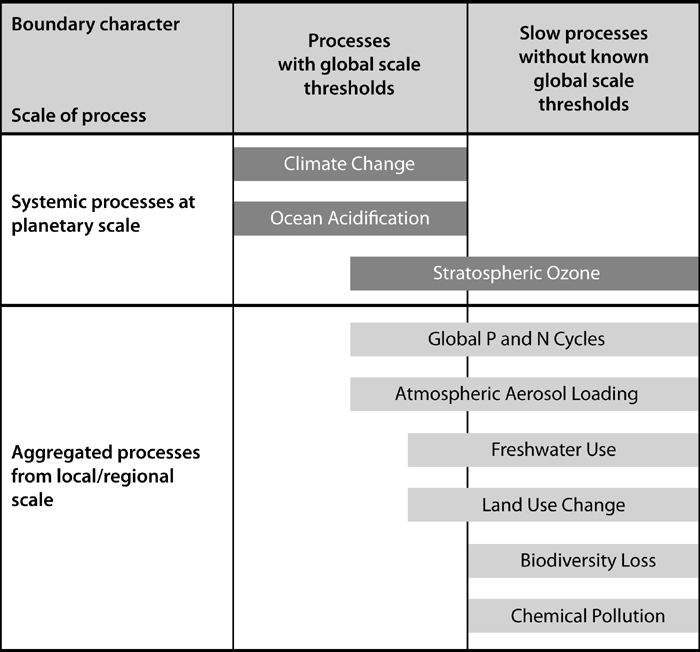 Boundary character
Scale of process
Processes
with global scale
thresholds
Slow processes
without known
global scale
thresholds
Systemic processes at
planetary scale
Climate Change
Ocean Acidification
Stratospheric Ozone
Aggregated processes
from local/regional
scale
Global P and N Cycles
Atmospheric Aerosol Loading
Freshwater Use
Land Use Change
Biodiversity Loss
Chemical Pollution